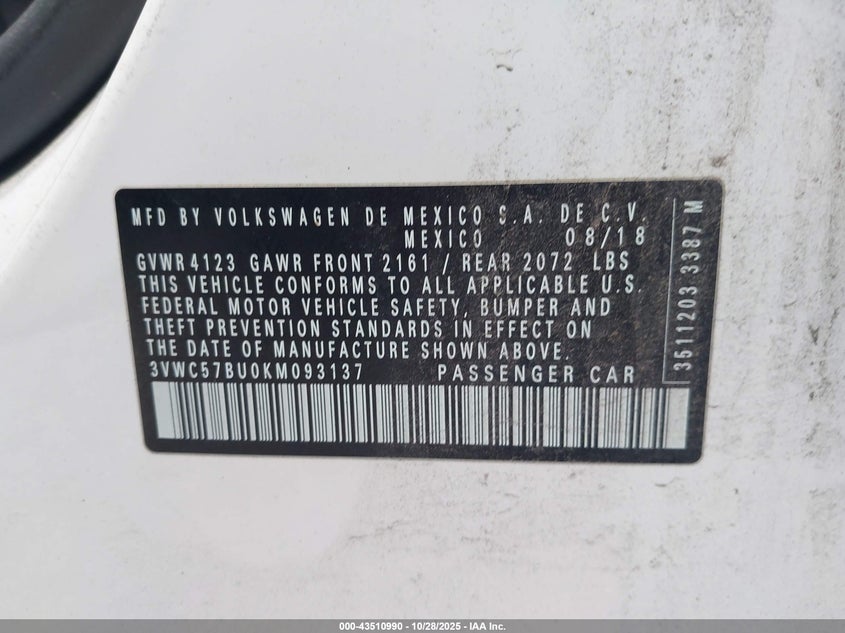 MFD BY VOLKSWAGEN DE MEXICO S.A. DE C.V.
MEXICO 08/18
GVWR 4123 GAWR FRONT 2161 / REAR 2072 LBS
THIS VEHICLE CONFORMS TO ALL APPLICABLE U.S.
FEDERAL MOTOR VEHICLE SAFETY, BUMPER AND
THEFT PREVENTION STANDARDS IN EFFECT ON
THE DATE OF MANUFACTURE SHOWN ABOVE.
3VWC57BU0KM093137 PASSENGER CAR
3511203 3387 M
000-43510990 - 10/28/2025 - IAA Inc.